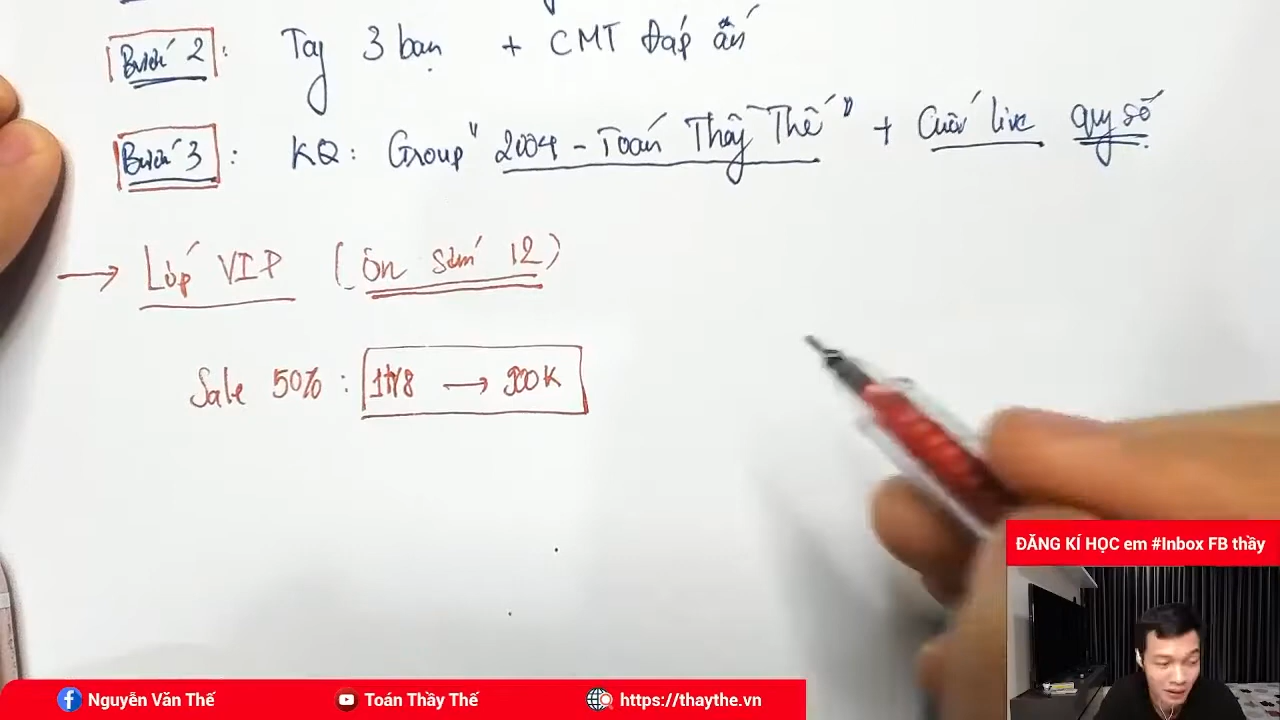 Bước 2 : Tag 3 bạn + CMT Đáp án
Bước 3 : KQ : Group "2004 - Toán Thầy Thế" + Cuối live quay số
→ Lớp VIP (Ôn sớm 12)
Sale 50% : 1tr8 → 900K
ĐĂNG KÍ HỌC em #Inbox FB thầy
Nguyễn Văn Thế
Toán Thầy Thế
https://thaythe.vn